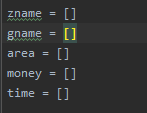 zname = []
gname = []
area = []
money = []
time = []